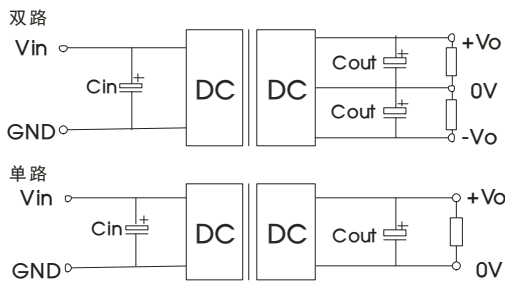 双路
Vin
+Vo
Cout
+
Cin
+
DC
DC
0V
Cout
+
GND
-Vo
单路
Vin
+Vo
Cin
+
DC
DC
Cout
+
GND
0V